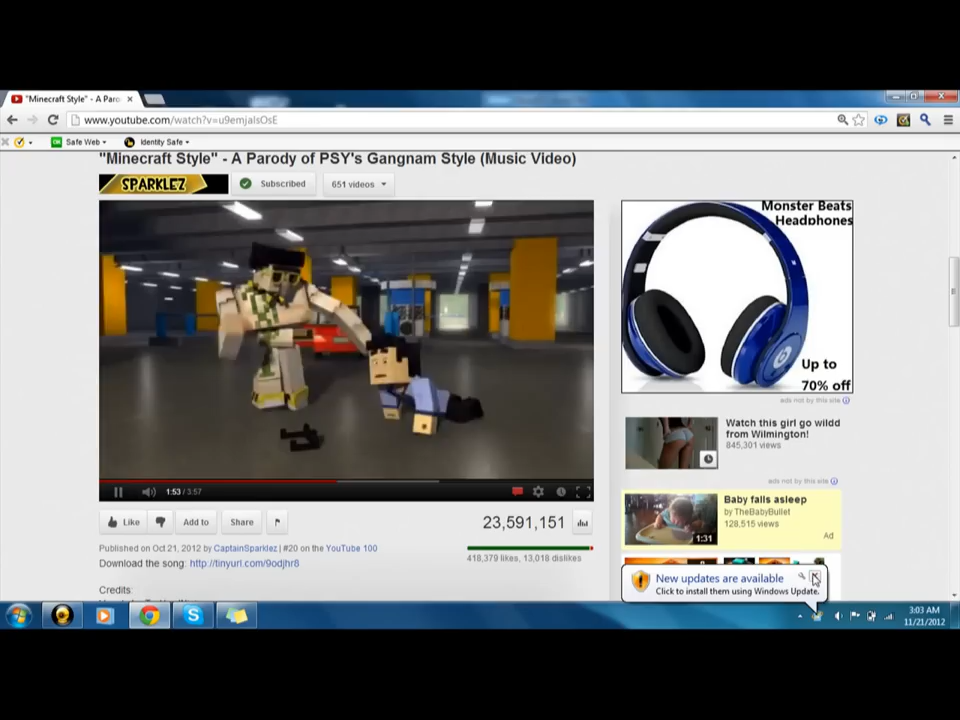 "Minecraft Style" - A Paro
www.youtube.com/watch?v=u9emjalsOsE
OK Safe Web
Identity Safe
"Minecraft Style" - A Parody of PSY's Gangnam Style (Music Video)
SPARKLEZ
Subscribed
651 videos
Monster Beats
Headphones
Up to
70% off
ads not by this site
Watch this girl go wildd
from Wilmington!
845,301 views
ads not by this site
1:53 / 3:57
Baby falls asleep
by TheBabyBullet
128,515 views
1:31
Ad
Like
Add to
Share
23,591,151
Published on Oct 21, 2012 by CaptainSparklez | #20 on the YouTube 100
418,379 likes, 13,018 dislikes
Download the song: http://tinyurl.com/9odjhr8
Credits:
New updates are available
Click to install them using Windows Update.
3:03 AM
11/21/2012